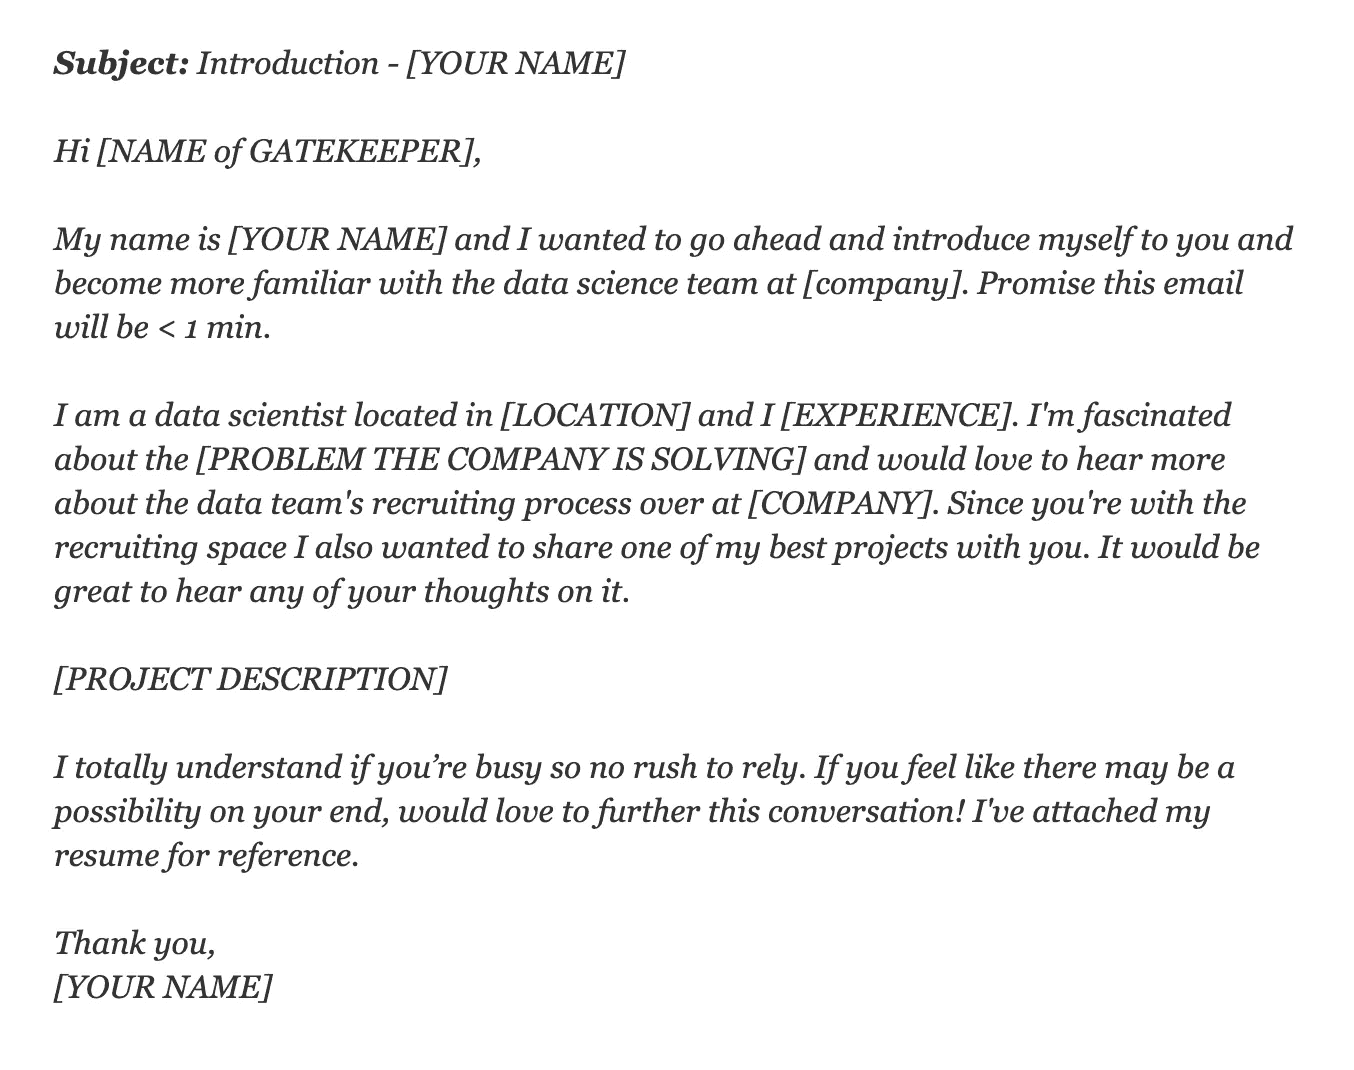 Subject: Introduction - [YOUR NAME]
Hi [NAME of GATEKEEPER],
My name is [YOUR NAME] and I wanted to go ahead and introduce myself to you and
become more familiar with the data science team at [company]. Promise this email
will be < 1 min.
I am a data scientist located in [LOCATION] and I [EXPERIENCE]. I'm fascinated
about the [PROBLEM THE COMPANY IS SOLVING] and would love to hear more
about the data team's recruiting process over at [COMPANY]. Since you're with the
recruiting space I also wanted to share one of my best projects with you. It would be
great to hear any of your thoughts on it.
[PROJECT DESCRIPTION]
I totally understand if you’re busy so no rush to rely. If you feel like there may be a
possibility on your end, would love to further this conversation! I've attached my
resume for reference.
Thank you,
[YOUR NAME]